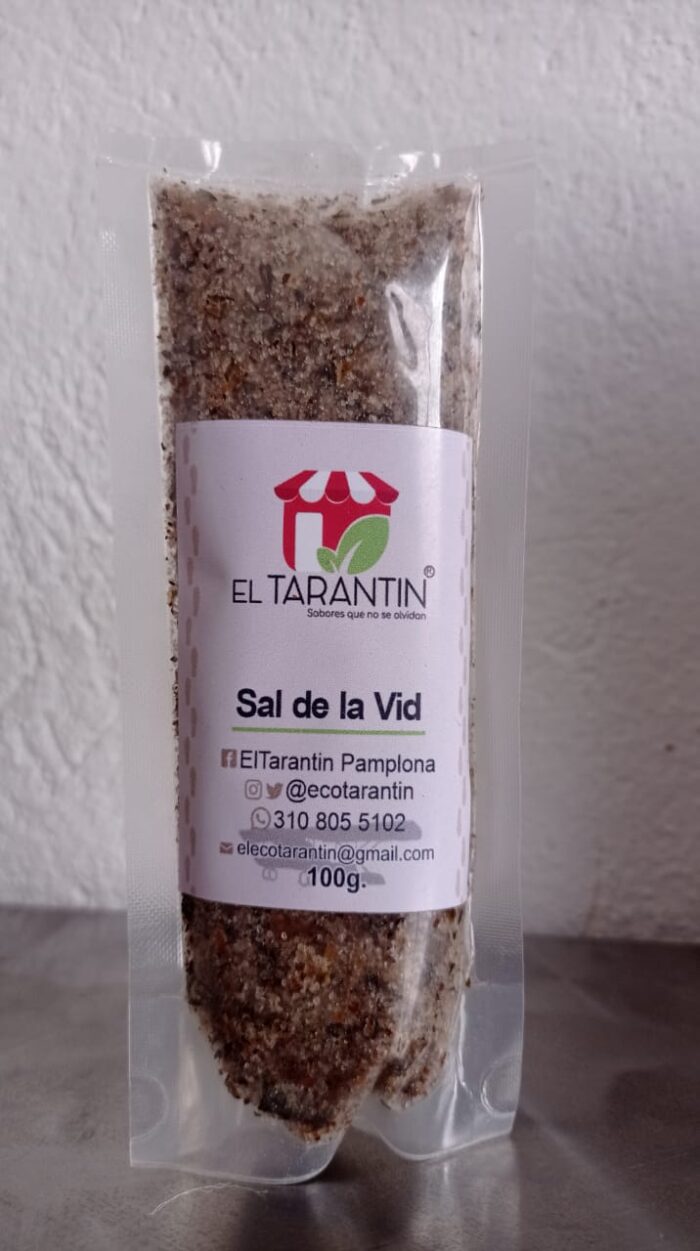 EL TARANTIN®
Sabores que no se olvidan
Sal de la Vid
ElTarantin Pamplona
@ecotarantin
310 805 5102
elecotarantin@gmail.com
100g.